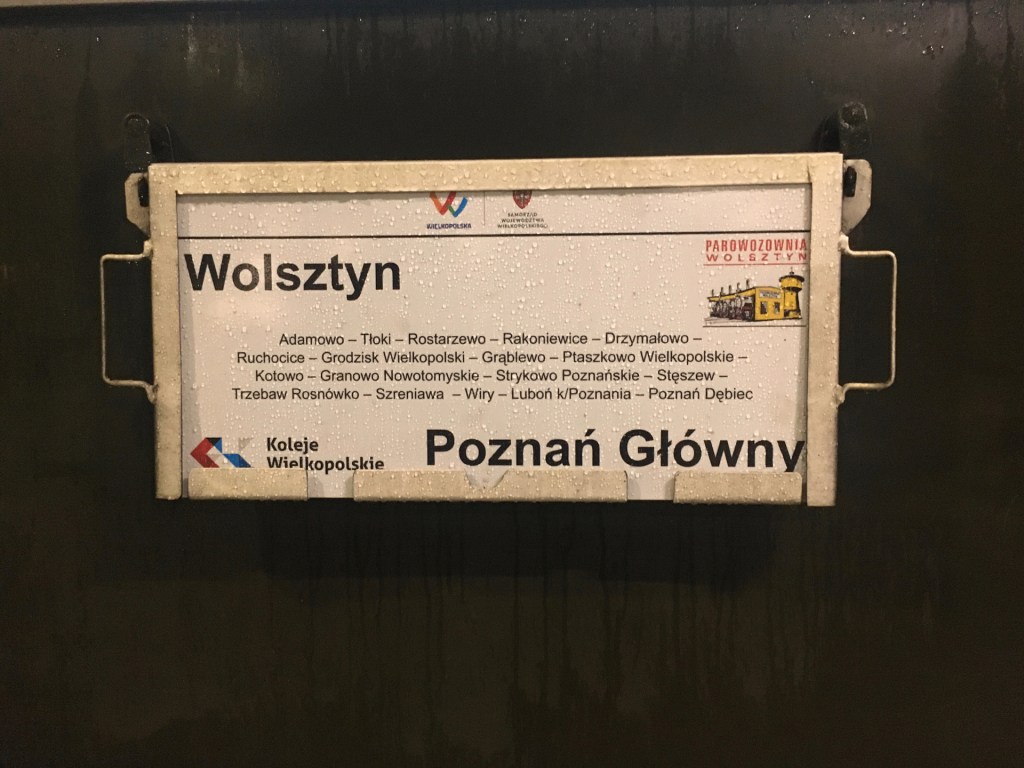 WIELKOPOLSKA
SAMORZĄD
WOJEWÓDZTWA
WIELKOPOLSKIEGO
PAROWOZOWNIA
WOLSZTYN
Wolsztyn
Adamowo – Tłoki – Rostarzewo – Rakoniewice – Drzymałowo –
Ruchocice – Grodzisk Wielkopolski – Grąblewo – Ptaszkowo Wielkopolskie –
Kotowo – Granowo Nowotomyskie – Strykowo Poznańskie – Stęszew –
Trzebaw Rosnówko – Szreniawa – Wiry – Luboń k/Poznania – Poznań Dębiec
Koleje
Wielkopolskie
Poznań Główny